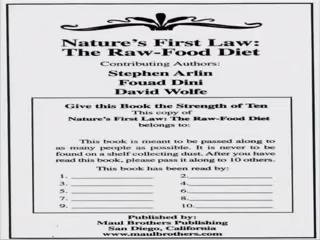 Nature's First Law:
The Raw-Food Diet
Contributing Authors:
Stephen Arlin
Fouad Dini
David Wolfe
Give this Book the Strength of Ten
This copy of
Nature's First Law: The Raw-Food Diet
belongs to:
This book is meant to be passed along to
as many people as possible. It is never to be
found on a shelf collecting dust. After you have
read this book, please pass it along to 10 others.
This book has been read by:
1. 2.
3. 4.
5. 6.
7. 8.
9. 10.
Published by:
Maul Brothers Publishing
San Diego, California
www.maulbrothers.com